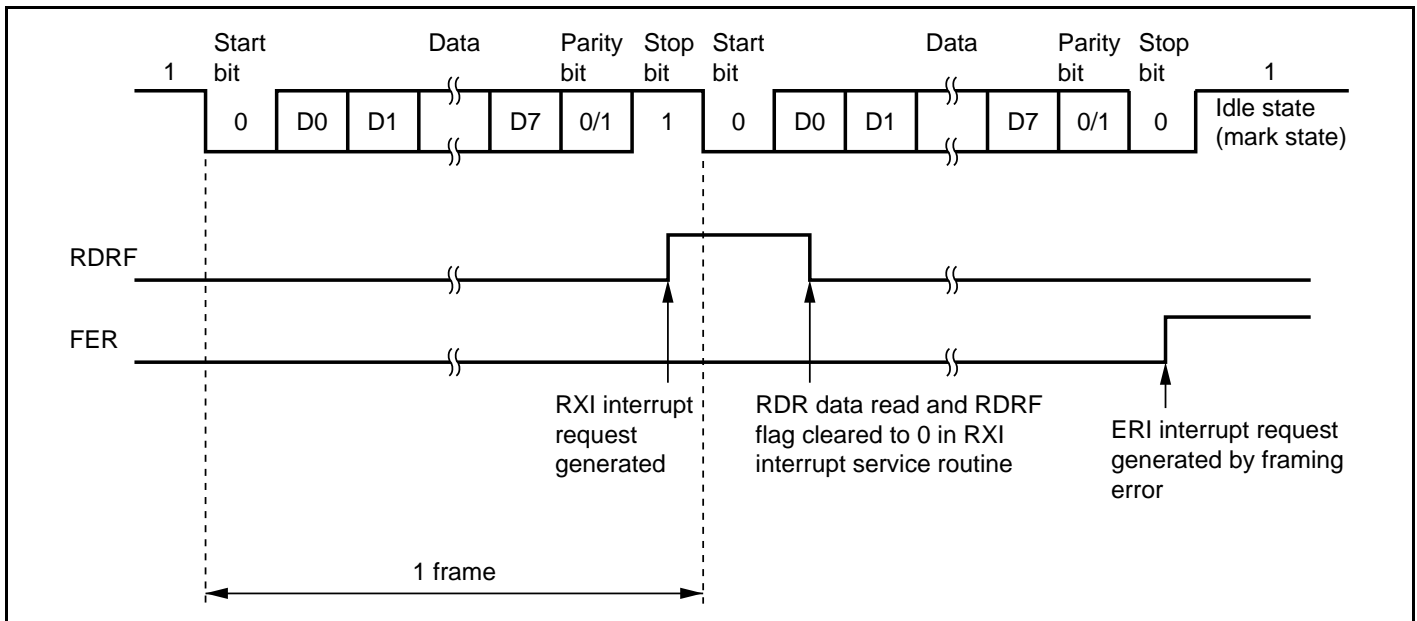 Start Data Parity Stop Start Data Parity Stop
1 bit bit bit bit bit bit 1
0 D0 D1 D7 0/1 1 0 D0 D1 D7 0/1 0 Idle state
(mark state)
RDRF
FER
RXI interrupt
request
generated
RDR data read and RDRF
flag cleared to 0 in RXI
interrupt service routine
ERI interrupt request
generated by framing
error
1 frame